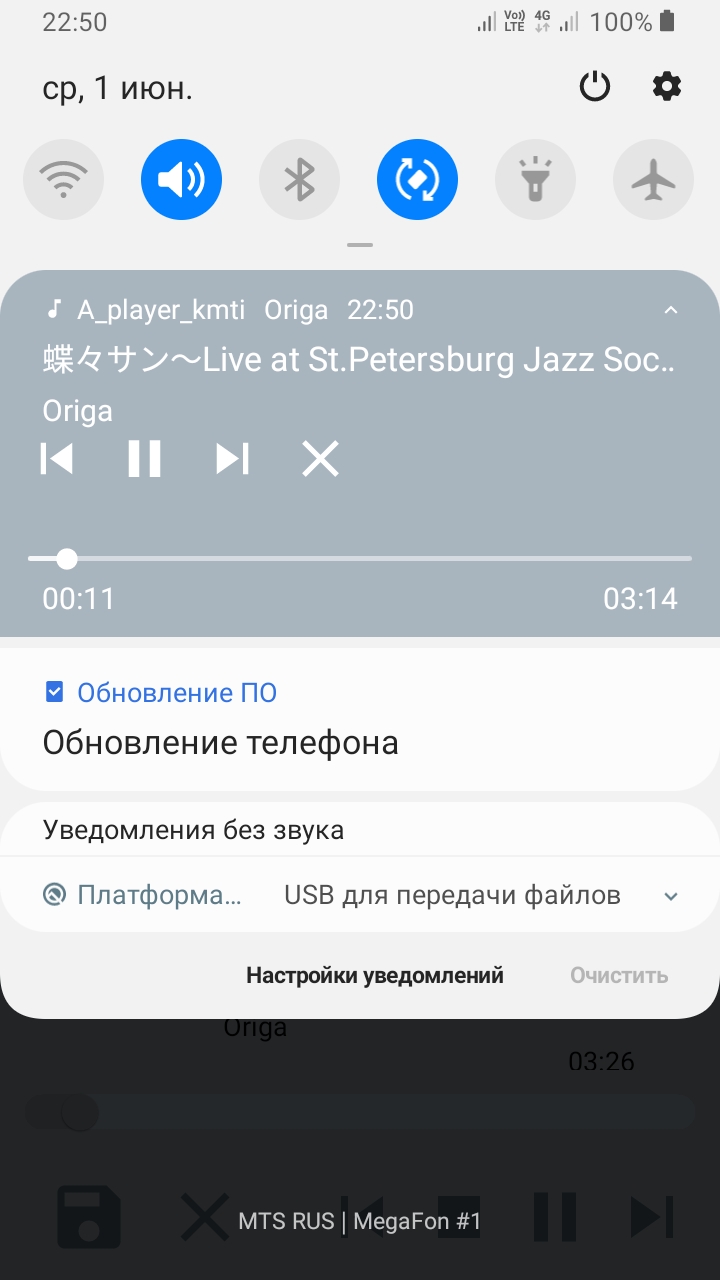 22:50 Vo)) LTE 4G 100%
ср, 1 июн.
A_player_kmti Origa 22:50
蝶々サン〜Live at St.Petersburg Jazz Soc..
Origa
00:11 03:14
Обновление ПО
Обновление телефона
Уведомления без звука
Платформа... USB для передачи файлов
Настройки уведомлений Очистить
Origa
03:26
MTS RUS | MegaFon #1